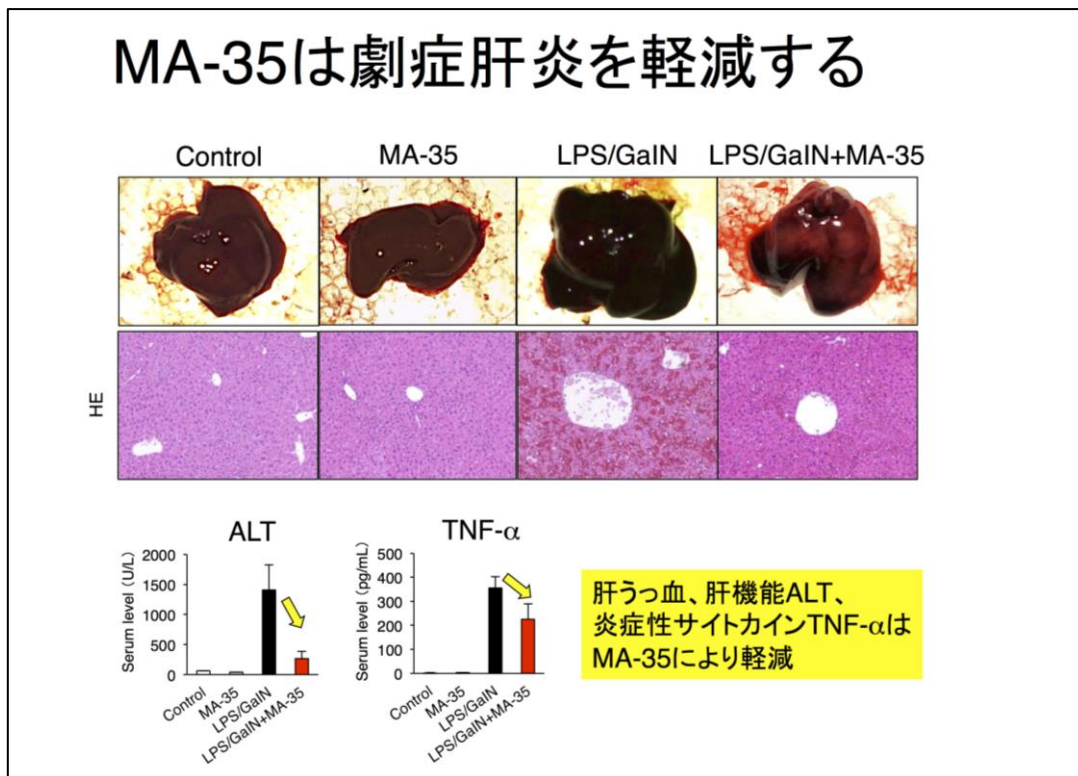 MA-35は劇症肝炎を軽減する
Control
MA-35
LPS/GalN
LPS/GalN+MA-35
HE
ALT
Serum level (U/L)
2000
1500
1000
500
0
Control
MA-35
LPS/GalN
LPS/GalN+MA-35
TNF-α
Serum level (pg/mL)
500
400
300
200
100
0
Control
MA-35
LPS/GalN
LPS/GalN+MA-35
肝うっ血、肝機能ALT、
炎症性サイトカインTNF-αは
MA-35により軽減